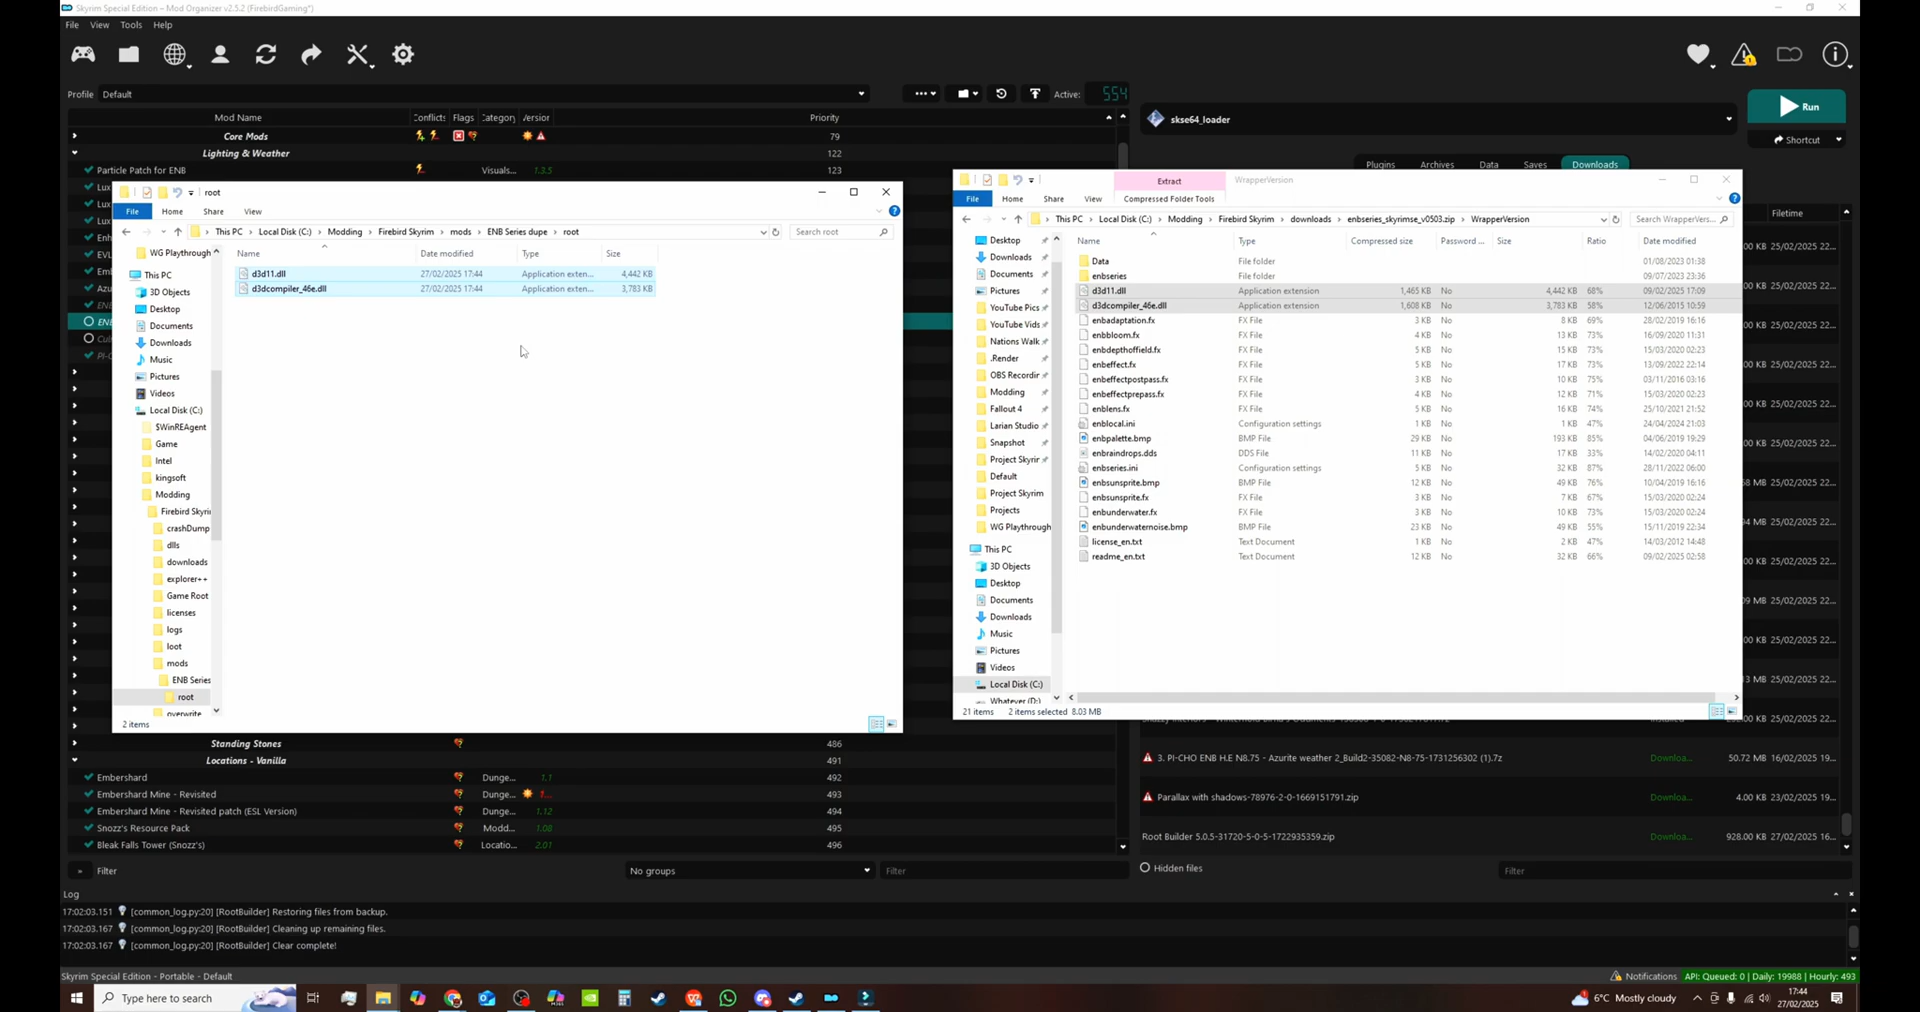 Skyrim Special Edition – Mod Organizer v2.5.2 (FirebirdGaming*)
File View Tools Help
Profile Default
Active: 554
Mod Name Conflicts Flags Category Version Priority
Core Mods 79
Lighting & Weather 122
Particle Patch for ENB Visuals... 1.3.5 123
skse64_loader
Run
Shortcut
Plugins Archives Data Saves Downloads
Filetime
root
File Home Share View
This PC Local Disk (C:) Modding Firebird Skyrim mods ENB Series dupe root
Search root
Name Date modified Type Size
d3d11.dll 27/02/2025 17:44 Application exten... 4,442 KB
d3dcompiler_46e.dll 27/02/2025 17:44 Application exten... 3,783 KB
WG Playthrough
This PC
3D Objects
Desktop
Documents
Downloads
Music
Pictures
Videos
Local Disk (C:)
$WinREAgent
Game
Intel
kingsoft
Modding
Firebird Skyri
crashDump
dlls
downloads
explorer++
Game Root
licenses
logs
loot
mods
ENB Series
root
overwrite
2 items
Extract WrapperVersion
File Home Share View Compressed Folder Tools
This PC Local Disk (C:) Modding Firebird Skyrim downloads enbseries_skyrimse_v0503.zip WrapperVersion
Search WrapperVers...
Name Type Compressed size Password ... Size Ratio Date modified
Data File folder 01/08/2023 01:38
enbseries File folder 09/07/2023 23:36
d3d11.dll Application extension 1,465 KB No 4,442 KB 68% 09/02/2025 17:09
d3dcompiler_46e.dll Application extension 1,608 KB No 3,783 KB 58% 12/06/2015 10:59
enbadaptation.fx FX File 3 KB No 8 KB 69% 28/02/2019 16:16
enbbloom.fx FX File 4 KB No 13 KB 73% 16/09/2020 11:31
enbdepthoffield.fx FX File 5 KB No 15 KB 73% 15/03/2020 02:23
enbeffect.fx FX File 5 KB No 17 KB 73% 13/09/2022 22:14
enbeffectpostpass.fx FX File 3 KB No 10 KB 75% 03/11/2016 03:16
enbeffectprepass.fx FX File 4 KB No 12 KB 71% 15/03/2020 02:23
enblens.fx FX File 5 KB No 16 KB 74% 25/10/2021 21:52
enblocal.ini Configuration settings 1 KB No 1 KB 47% 24/04/2024 21:03
enbpalette.bmp BMP File 29 KB No 193 KB 85% 04/06/2019 19:29
enbraindrops.dds DDS File 11 KB No 17 KB 33% 14/02/2020 04:11
enbseries.ini Configuration settings 5 KB No 32 KB 87% 28/11/2022 06:00
enbsunsprite.bmp BMP File 12 KB No 49 KB 76% 10/04/2019 16:16
enbsunsprite.fx FX File 3 KB No 7 KB 67% 15/03/2020 02:24
enbunderwater.fx FX File 3 KB No 10 KB 73% 15/03/2020 02:24
enbunderwaternoise.bmp BMP File 23 KB No 49 KB 55% 15/11/2019 22:34
license_en.txt Text Document 1 KB No 2 KB 47% 14/03/2012 14:48
readme_en.txt Text Document 12 KB No 32 KB 66% 09/02/2025 02:58
Desktop
Downloads
Documents
Pictures
YouTube Pics
YouTube Vids
Nations Walk
.Render
OBS Recordir
Modding
Fallout 4
Larian Studio
Snapshot
Project Skyrir
Default
Project Skyrim
Projects
WG Playthrough
This PC
3D Objects
Desktop
Documents
Downloads
Music
Pictures
Videos
Local Disk (C:)
Whatever (D:)
21 items 2 items selected 8.03 MB
Standing Stones 486
Locations - Vanilla 491
Embershard Dunge... 1.1 492
Embershard Mine - Revisited Dunge... 1... 493
Embershard Mine - Revisited patch (ESL Version) Dunge... 1.12 494
Snozz's Resource Pack Modd... 1.08 495
Bleak Falls Tower (Snozz's) Locatio... 2.01 496
3. PI-CHO ENB H.E N8.75 - Azurite weather 2_Build2-35082-N8-75-1731256302 (1).7z Downloa... 50.72 MB 16/02/2025 19...
Parallax with shadows-78976-2-0-1669151791.zip Downloa... 4.00 KB 23/02/2025 19...
Root Builder 5.0.5-31720-5-0-5-1722935359.zip Downloa... 928.00 KB 27/02/2025 16...
» Filter No groups Filter
Hidden files Filter
Log
17:02:03.151 [common_log.py:20] [RootBuilder] Restoring files from backup.
17:02:03.167 [common_log.py:20] [RootBuilder] Cleaning up remaining files.
17:02:03.167 [common_log.py:20] [RootBuilder] Clear complete!
Skyrim Special Edition - Portable - Default
Notifications API: Queued: 0 | Daily: 19988 | Hourly: 493
Type here to search
6°C Mostly cloudy
17:44
27/02/2025